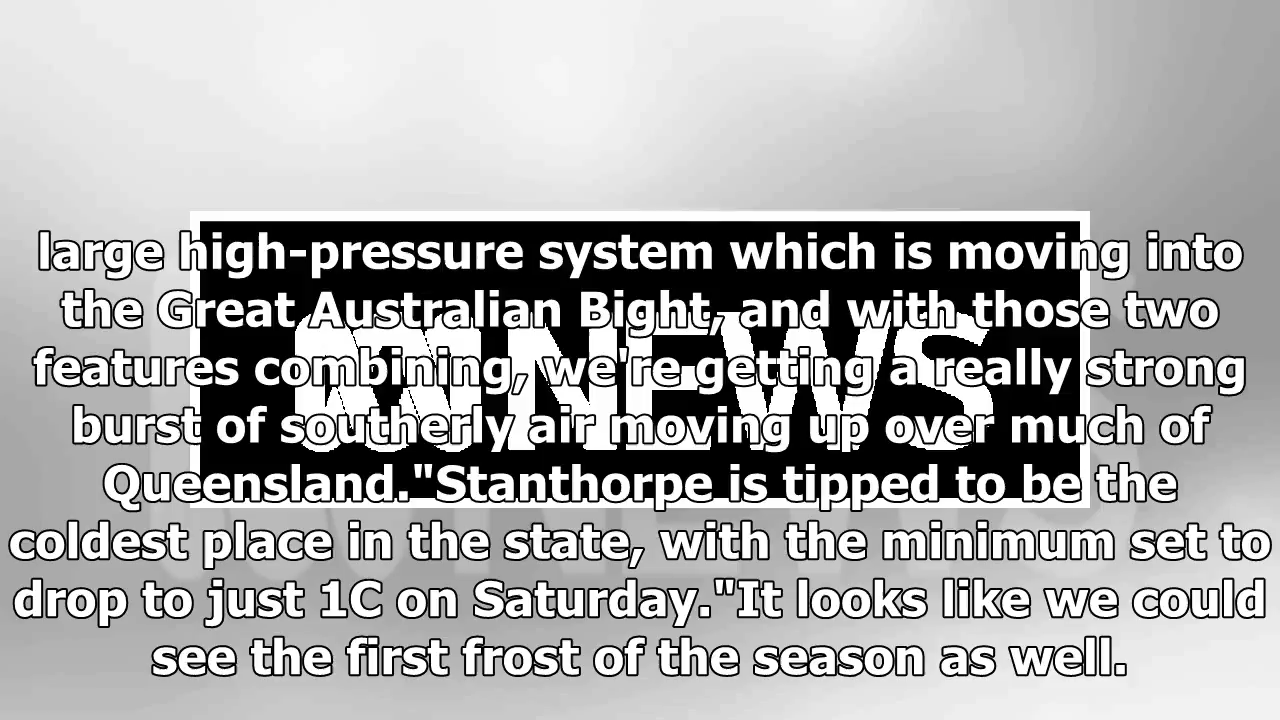 large high-pressure system which is moving into
the Great Australian Bight, and with those two
features combining, we're getting a really strong
burst of southerly air moving up over much of
Queensland."Stanthorpe is tipped to be the
coldest place in the state, with the minimum set to
drop to just 1C on Saturday."It looks like we could
see the first frost of the season as well.
NEWS